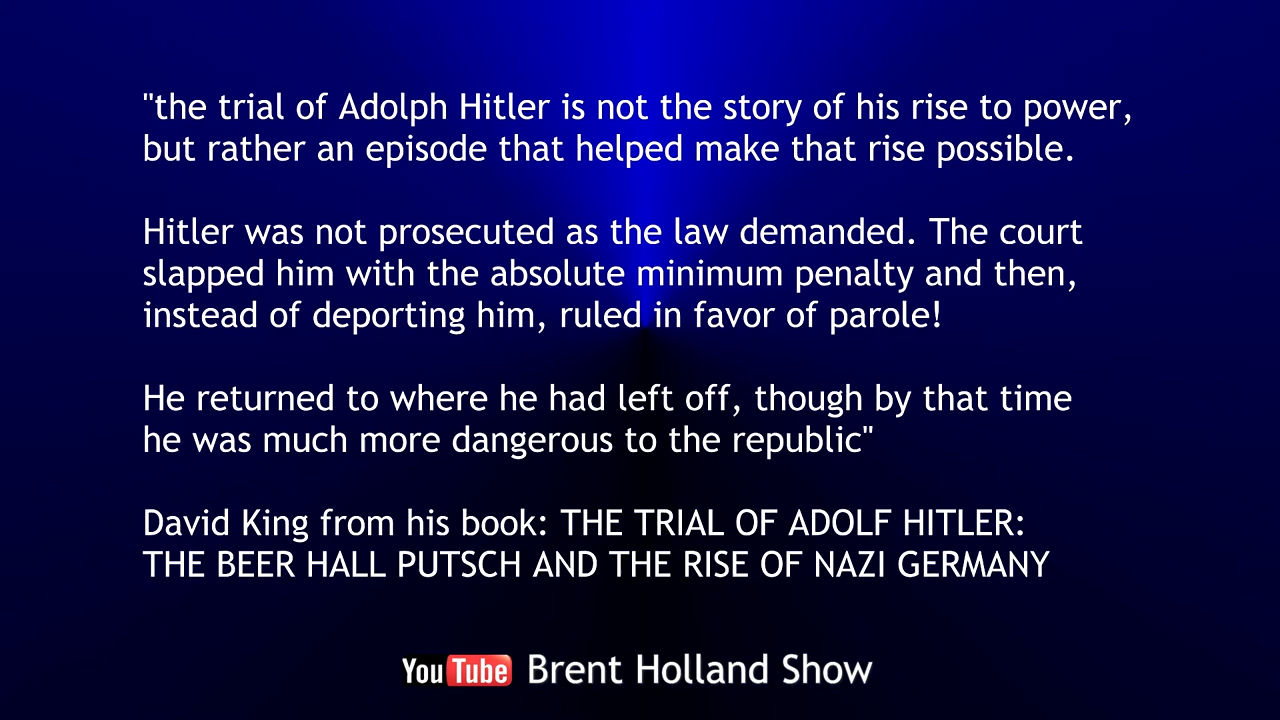 "the trial of Adolph Hitler is not the story of his rise to power,
but rather an episode that helped make that rise possible.
Hitler was not prosecuted as the law demanded. The court
slapped him with the absolute minimum penalty and then,
instead of deporting him, ruled in favor of parole!
He returned to where he had left off, though by that time
he was much more dangerous to the republic"
David King from his book: THE TRIAL OF ADOLF HITLER:
THE BEER HALL PUTSCH AND THE RISE OF NAZI GERMANY
YouTube Brent Holland Show